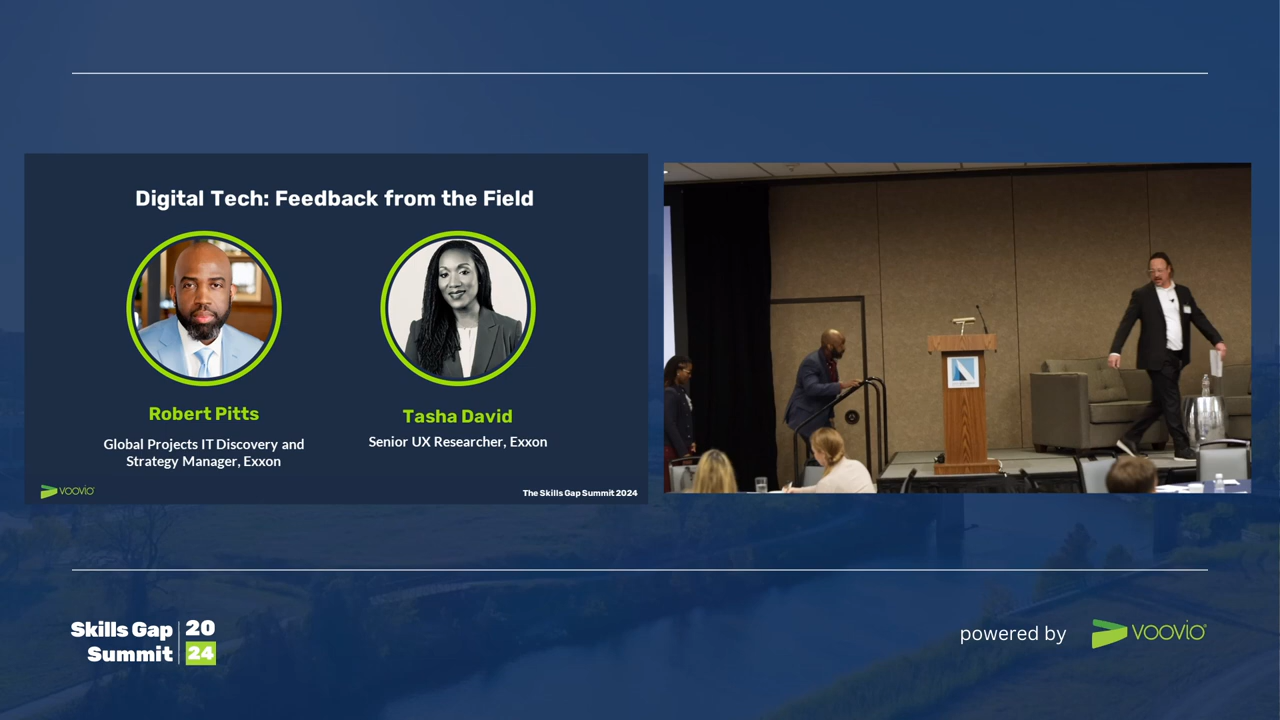 Digital Tech: Feedback from the Field
Robert Pitts
Global Projects IT Discovery and
Strategy Manager, Exxon
Tasha David
Senior UX Researcher, Exxon
VOOVIO
The Skills Gap Summit 2024
Skills Gap
Summit
20
24
powered by
VOOVIO